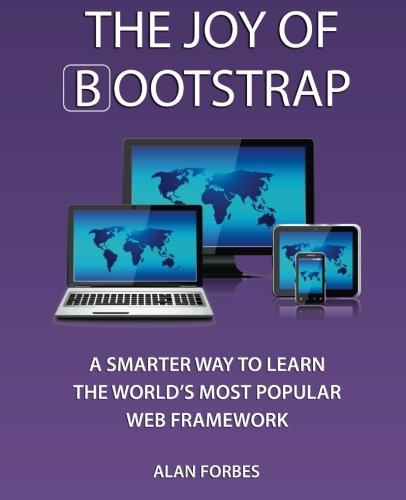 THE JOY OF
BOOTSTRAP
A SMARTER WAY TO LEARN
THE WORLD'S MOST POPULAR
WEB FRAMEWORK
ALAN FORBES